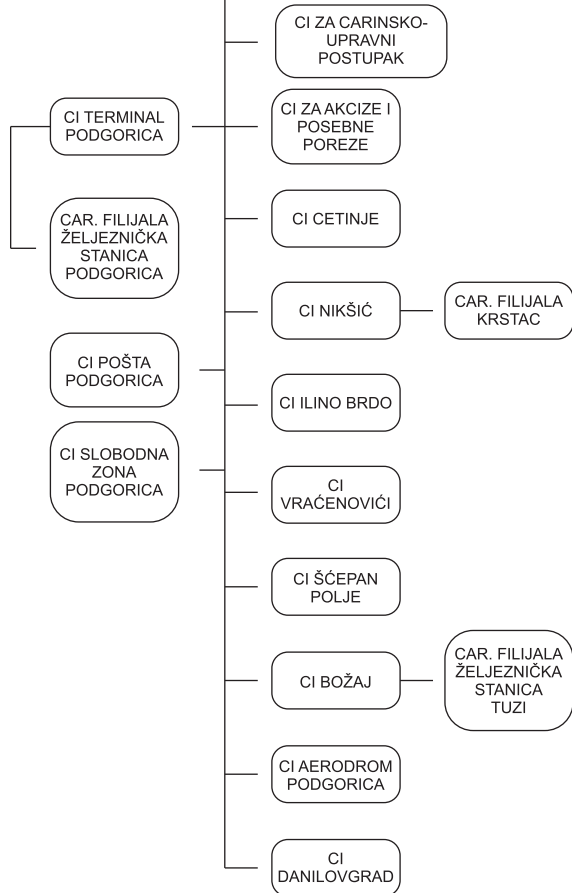 CI ZA CARINSKO-
UPRAVNI
POSTUPAK
CI TERMINAL
PODGORICA
CI ZA AKCIZE I
POSEBNE
POREZE
CAR. FILIJALA
ŽELJEZNIČKA
STANICA
PODGORICA
CI CETINJE
CI NIKŠIĆ
CAR. FILIJALA
KRSTAC
CI POŠTA
PODGORICA
CI ILINO BRDO
CI SLOBODNA
ZONA
PODGORICA
CI
VRAĆENOVIĆI
CI ŠĆEPAN
POLJE
CI BOŽAJ
CAR. FILIJALA
ŽELJEZNIČKA
STANICA
TUZI
CI AERODROM
PODGORICA
CI
DANILOVGRAD